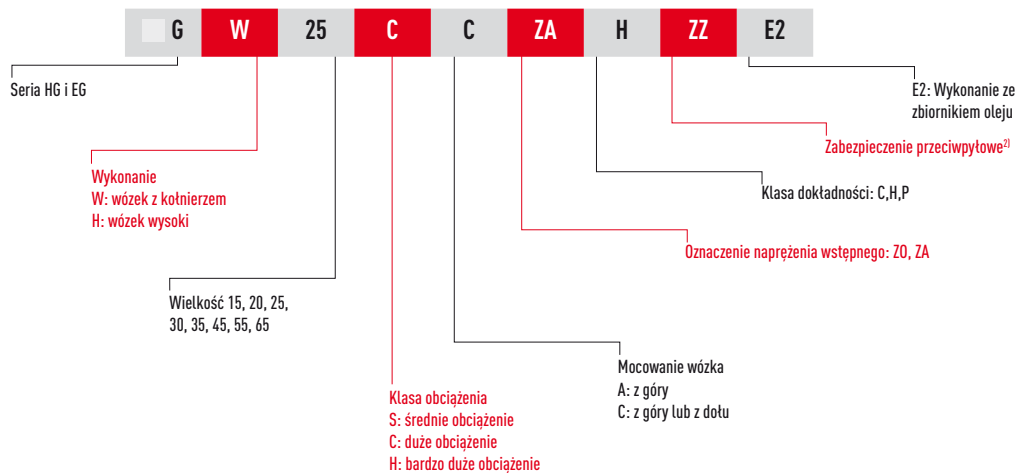 G W 25 C C ZA H ZZ E2
Seria HG i EG
E2: Wykonanie ze
zbiornikiem oleju
Zabezpieczenie przeciwpyłowe²⁾
Wykonanie
W: wózek z kołnierzem
H: wózek wysoki
Klasa dokładności: C,H,P
Oznaczenie naprężenia wstępnego: ZO, ZA
Wielkość 15, 20, 25,
30, 35, 45, 55, 65
Mocowanie wózka
A: z góry
C: z góry lub z dołu
Klasa obciążenia
S: średnie obciążenie
C: duże obciążenie
H: bardzo duże obciążenie